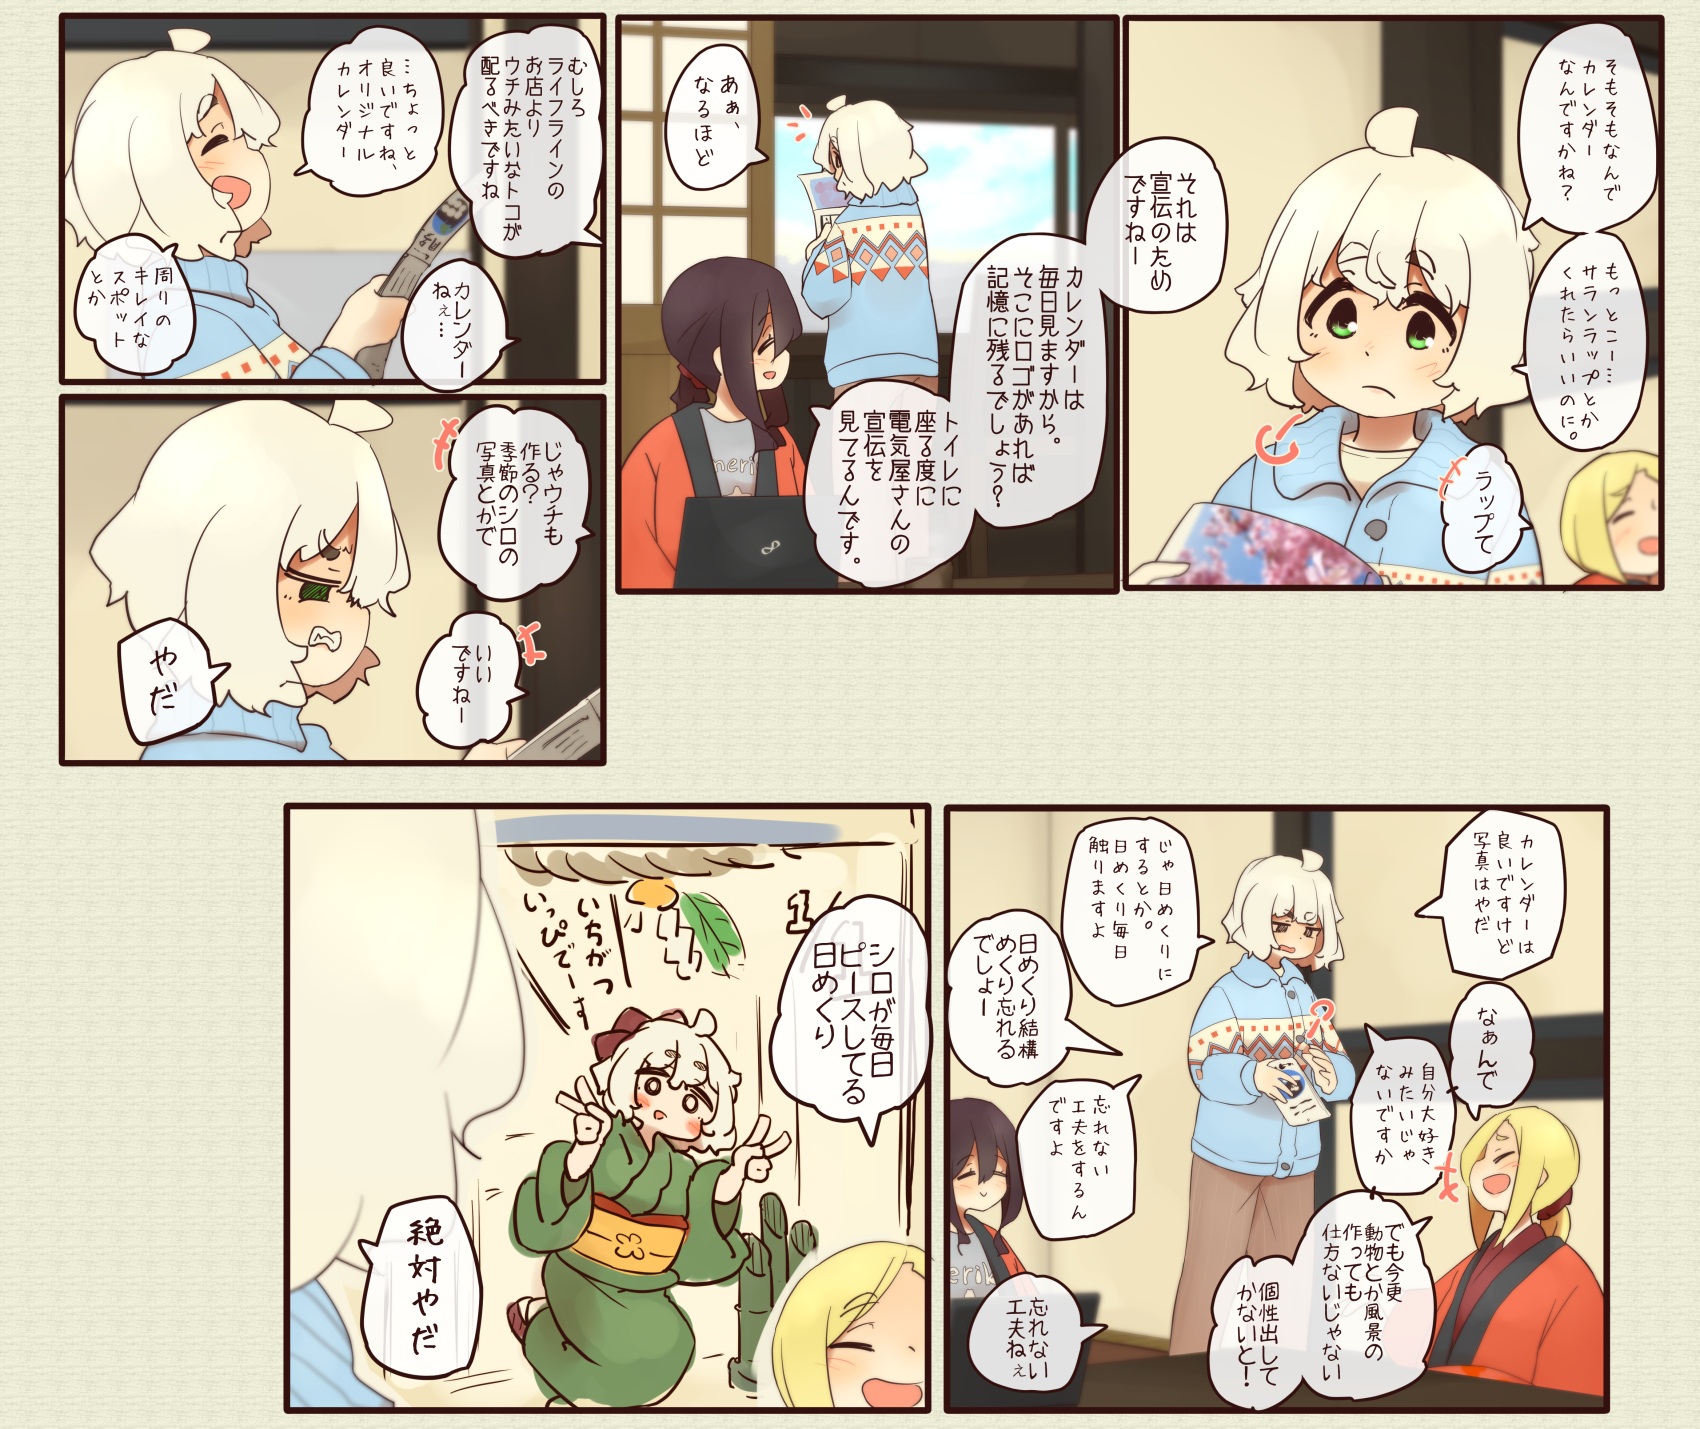 そもそもなんで
カレンダー
なんですかね？
もっとこー…
サランラップとか
くれたらいいのに。
ラップて
それは
宣伝のため
ですねー
カレンダーは
毎日見ますから。
そこにロゴがあれば
記憶に残るでしょう？
トイレに
座る度に
電気屋さんの
宣伝を
見てるんです。
あぁ、
なるほど
neri
むしろ
ライフラインの
お店より
ウチみたいなトコが
配るべきですね
…ちょっと
良いですね、
オリジナル
カレンダー
カレンダー
ねぇ…
周りの
キレイな
スポット
とか
じゃウチも
作る？
季節のシロの
写真とかで
いい
ですねー
やだ
カレンダーは
良いですけど
写真はやだ
なぁんで
自分大好き
みたいじゃ
ないですか
でも今更
動物とか風景の
作っても
仕方ないじゃない
個性出して
かないと！
じゃ日めくりに
するとか。
日めくり毎日
触りますよ
日めくり結構
めくり忘れる
でしょー
忘れない
工夫をするん
ですよ
忘れない
工夫ねぇ
erik
シロが毎日
ピースしてる
日めくり
いちがつ
いっぴでーす
絶対やだ